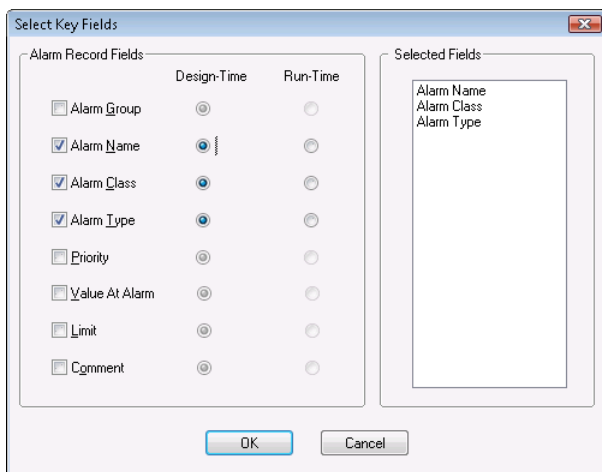 Select Key Fields
Alarm Record Fields
Design-Time Run-Time
Alarm Group
Alarm Name
Alarm Class
Alarm Type
Priority
Value At Alarm
Limit
Comment
Selected Fields
Alarm Name
Alarm Class
Alarm Type
OK Cancel